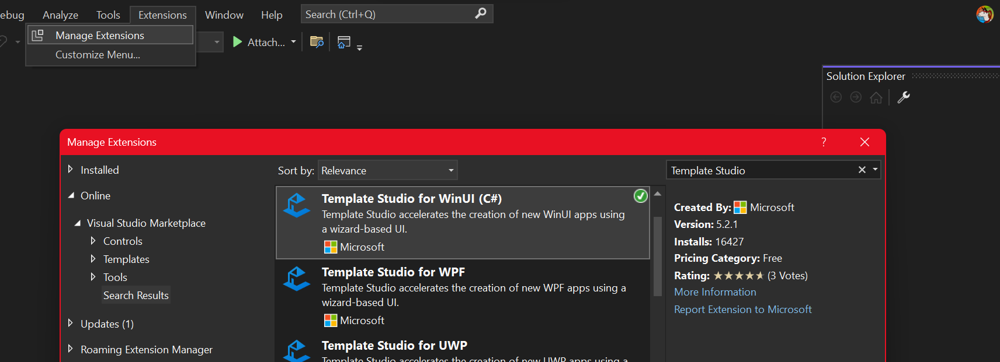 ebug Analyze Tools Extensions Window Help Search (Ctrl+Q)
Manage Extensions
Attach...
Customize Menu...
Solution Explorer
Manage Extensions ?
Installed
Sort by: Relevance
Template Studio
Online
Visual Studio Marketplace
Controls
Templates
Tools
Search Results
Updates (1)
Roaming Extension Manager
Template Studio for WinUI (C#)
Template Studio accelerates the creation of new WinUI apps using
a wizard-based UI.
Microsoft
Template Studio for WPF
Template Studio accelerates the creation of new WPF apps using a
wizard-based UI.
Microsoft
Template Studio for UWP
Template Studio accelerates the creation of new UWP apps using a
Created By: Microsoft
Version: 5.2.1
Installs: 16427
Pricing Category: Free
Rating: (3 Votes)
More Information
Report Extension to Microsoft